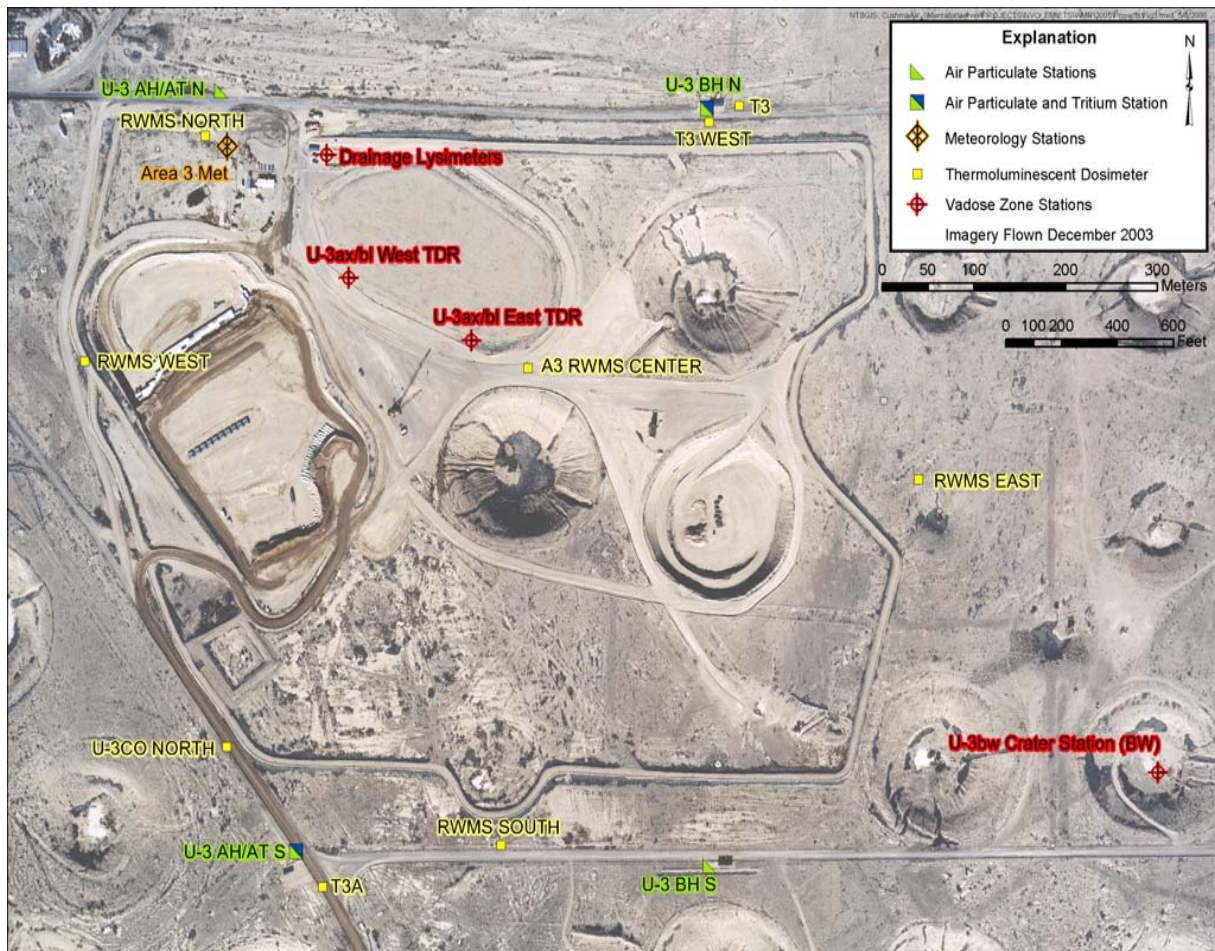 Explanation
N
Air Particulate Stations
Air Particulate and Tritium Station
Meteorology Stations
Thermoluminescent Dosimeter
Vadose Zone Stations
Imagery Flown December 2003
0 50 100 200 300
Meters
0 100 200 400 600
Feet
U-3 AH/AT N
U-3 BH N
T3
RWMS NORTH
T3 WEST
Area 3 Met
Drainage Lysimeters
U-3ax/bl West TDR
U-3ax/bl East TDR
RWMS WEST
A3 RWMS CENTER
RWMS EAST
U-3CO NORTH
U-3bw Crater Station (BW)
RWMS SOUTH
U-3 AH/AT S
T3A
U-3 BH S